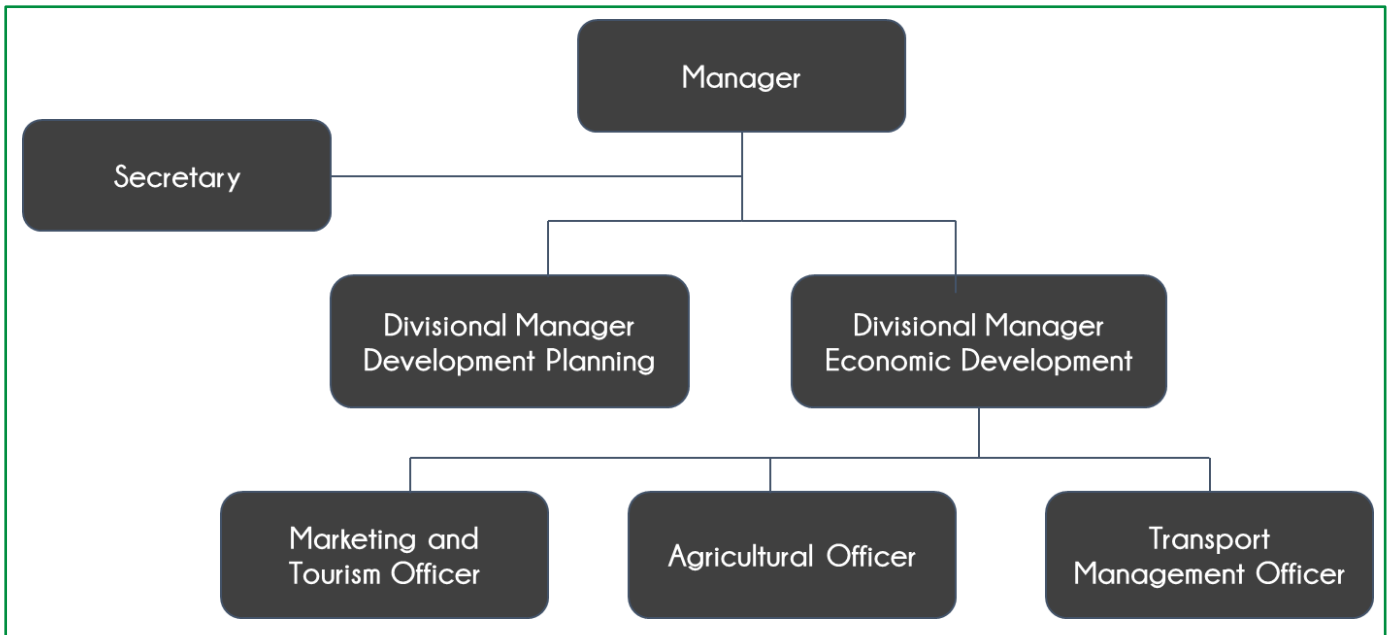 Manager
Secretary
Divisional Manager
Development Planning
Divisional Manager
Economic Development
Marketing and
Tourism Officer
Agricultural Officer
Transport
Management Officer